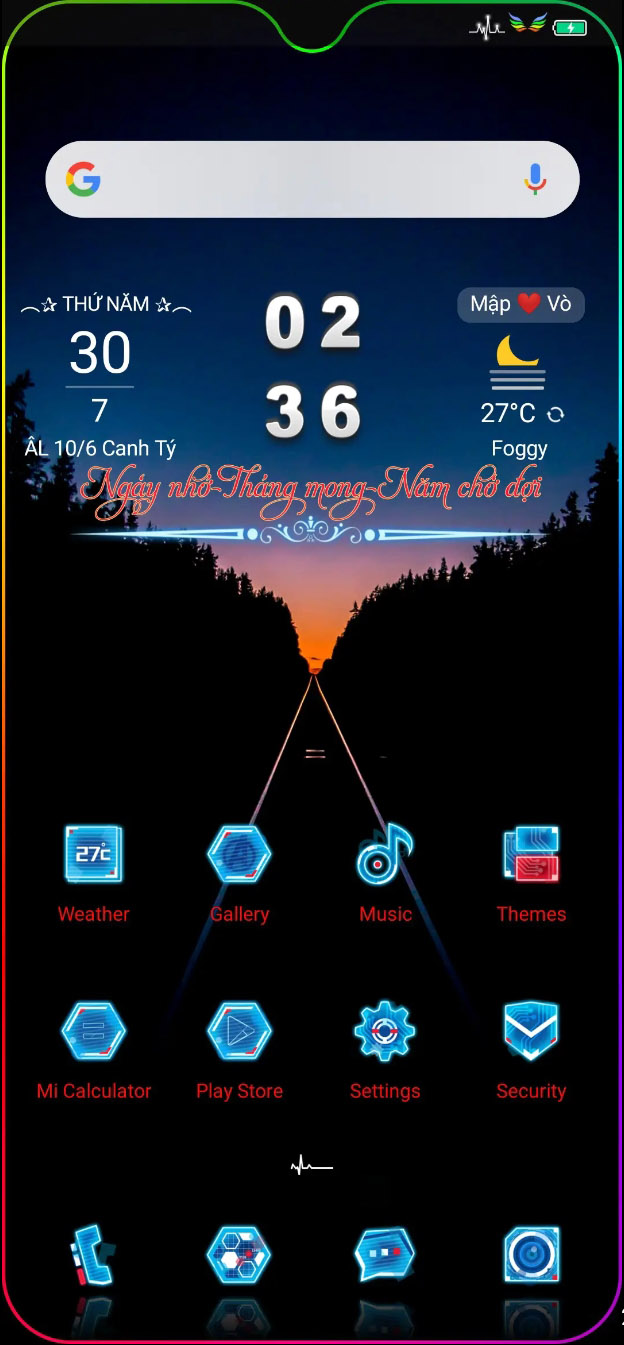 ︵✰ THỨ NĂM ✰︵
30
7
ÂL 10/6 Canh Tý
02
36
Mập ❤️ Vò
27°C
Foggy
Ngày nhớ-Tháng mong-Năm chờ đợi
27℃
Weather
Gallery
Music
Themes
Mi Calculator
Play Store
Settings
Security